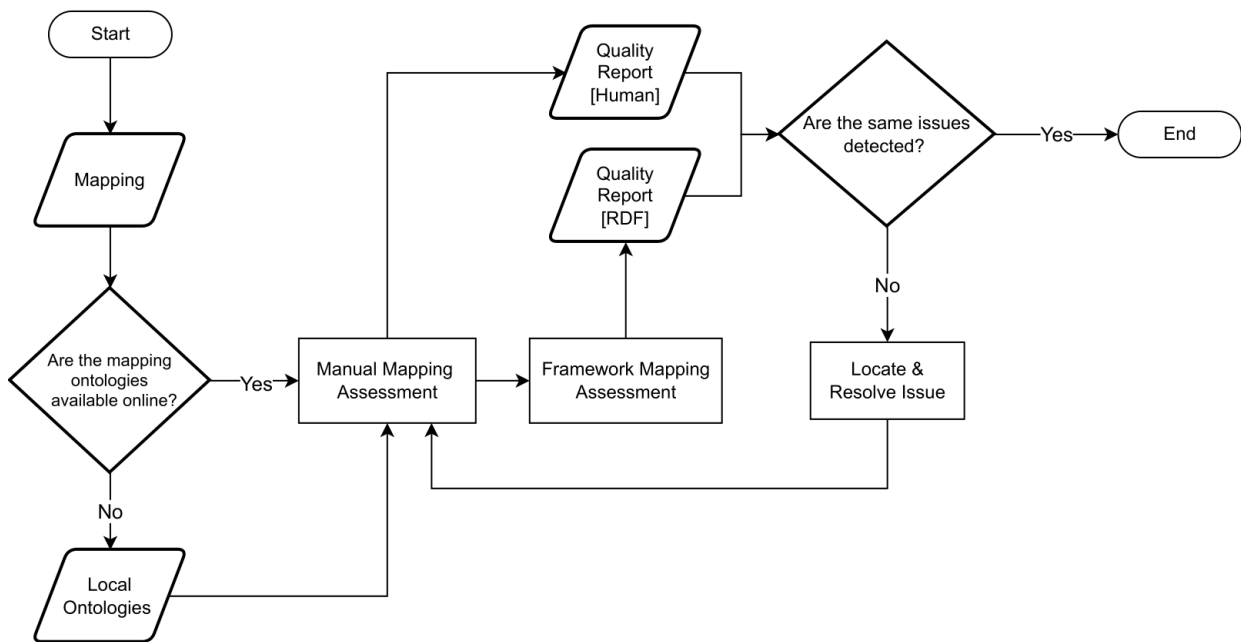 Start
Mapping
Are the mapping
ontologies
available online?
Yes
No
Local
Ontologies
Manual Mapping
Assessment
Framework Mapping
Assessment
Quality
Report
[Human]
Quality
Report
[RDF]
Are the same issues
detected?
Yes
End
No
Locate &
Resolve Issue